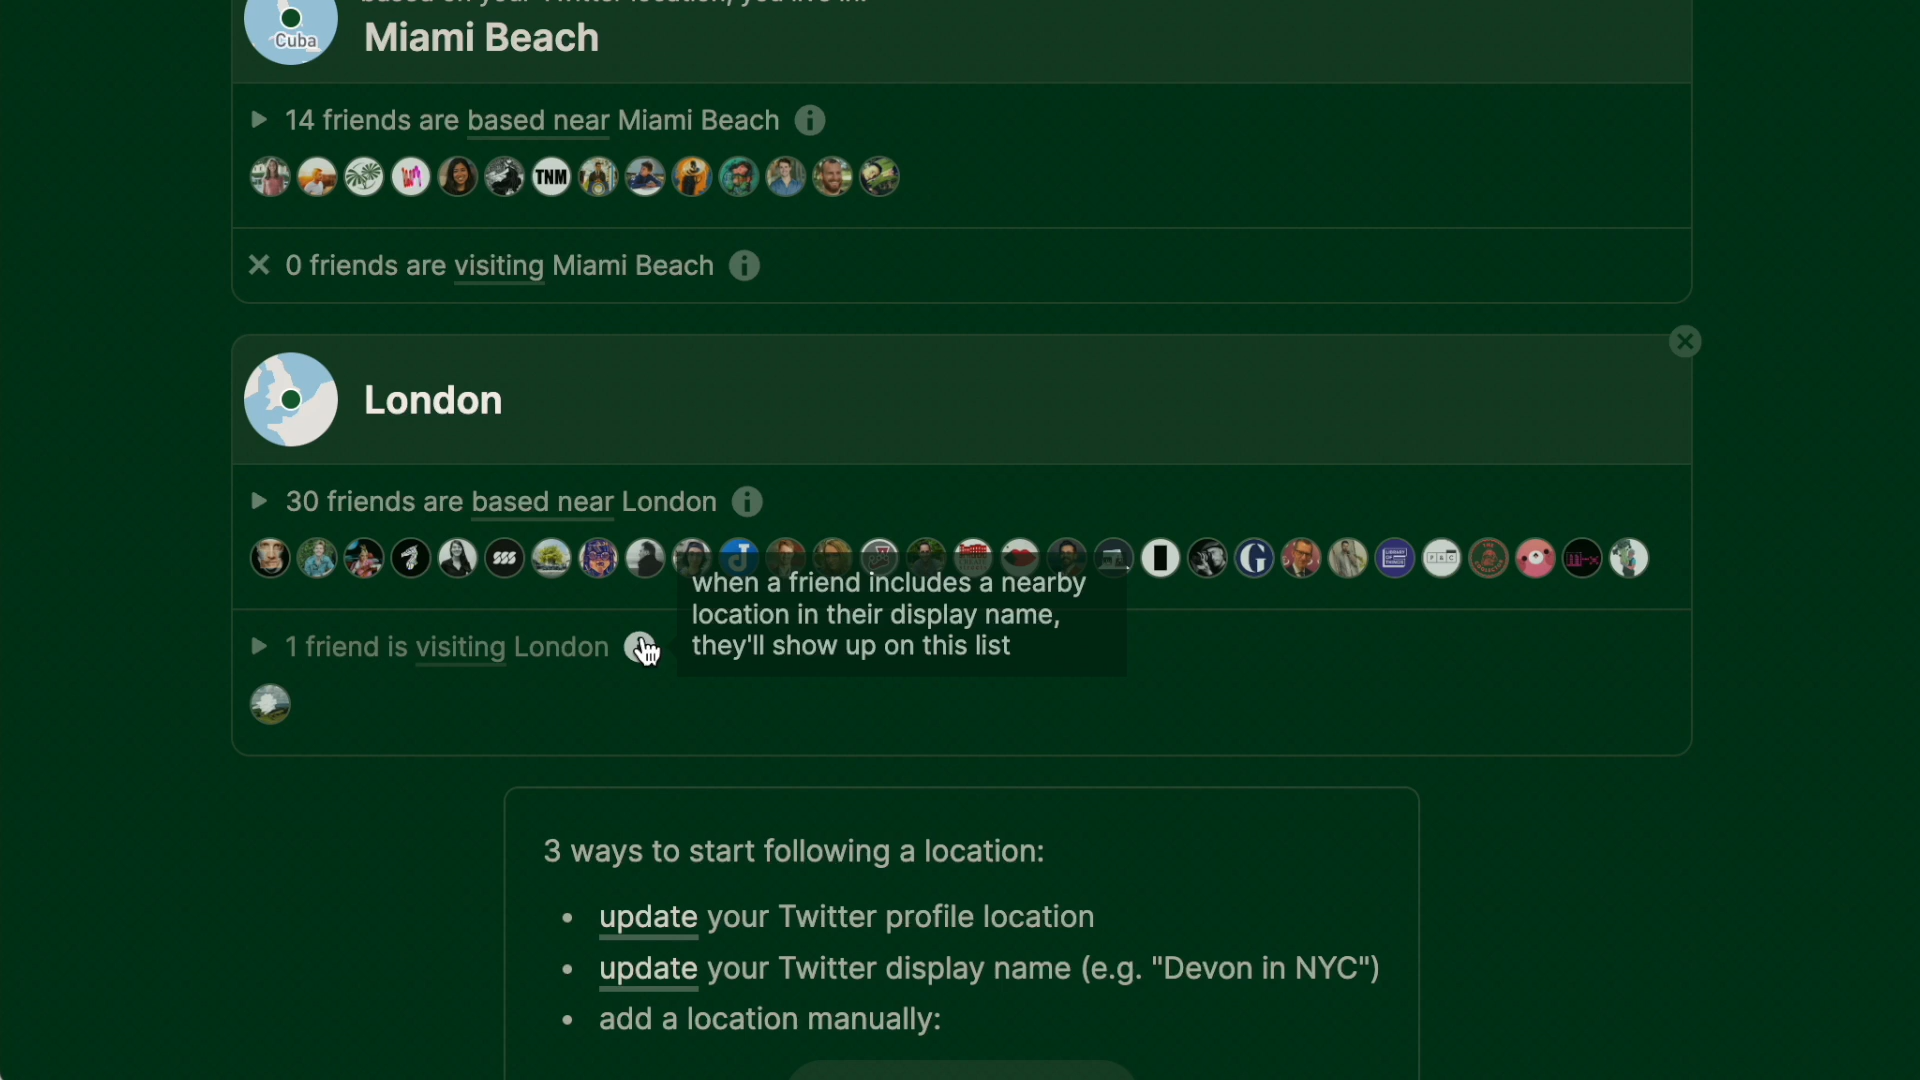 Cuba
Miami Beach
14 friends are based near Miami Beach
TNM
0 friends are visiting Miami Beach
London
30 friends are based near London
SSS
when a friend includes a nearby
location in their display name,
they'll show up on this list
1 friend is visiting London
3 ways to start following a location:
• update your Twitter profile location
• update your Twitter display name (e.g. "Devon in NYC")
• add a location manually: